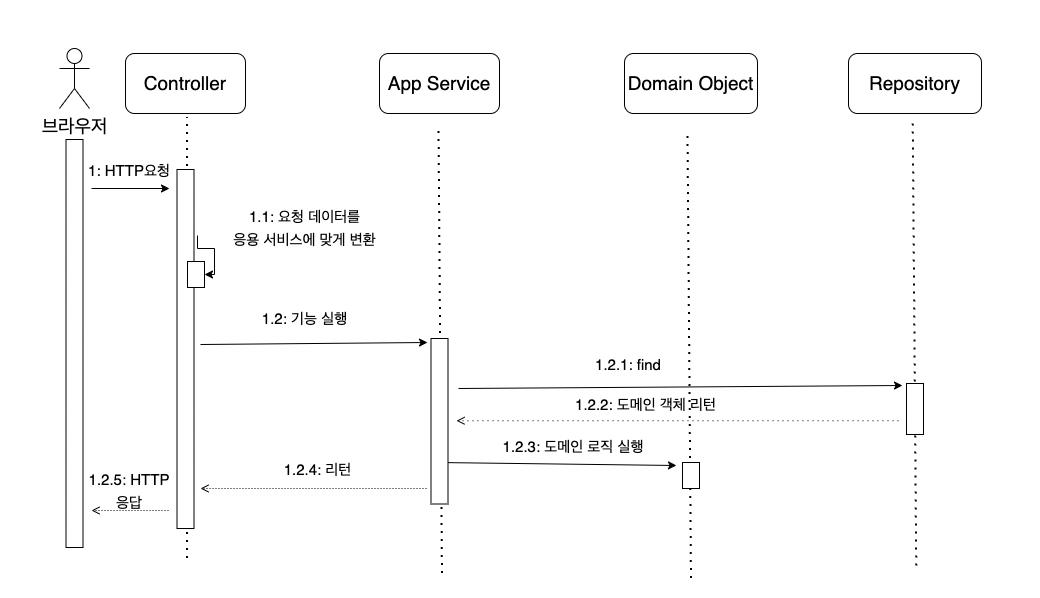 Controller
App Service
Domain Object
Repository
브라우저
1: HTTP요청
1.1: 요청 데이터를
응용 서비스에 맞게 변환
1.2: 기능 실행
1.2.1: find
1.2.2: 도메인 객체 리턴
1.2.3: 도메인 로직 실행
1.2.4: 리턴
1.2.5: HTTP
응답